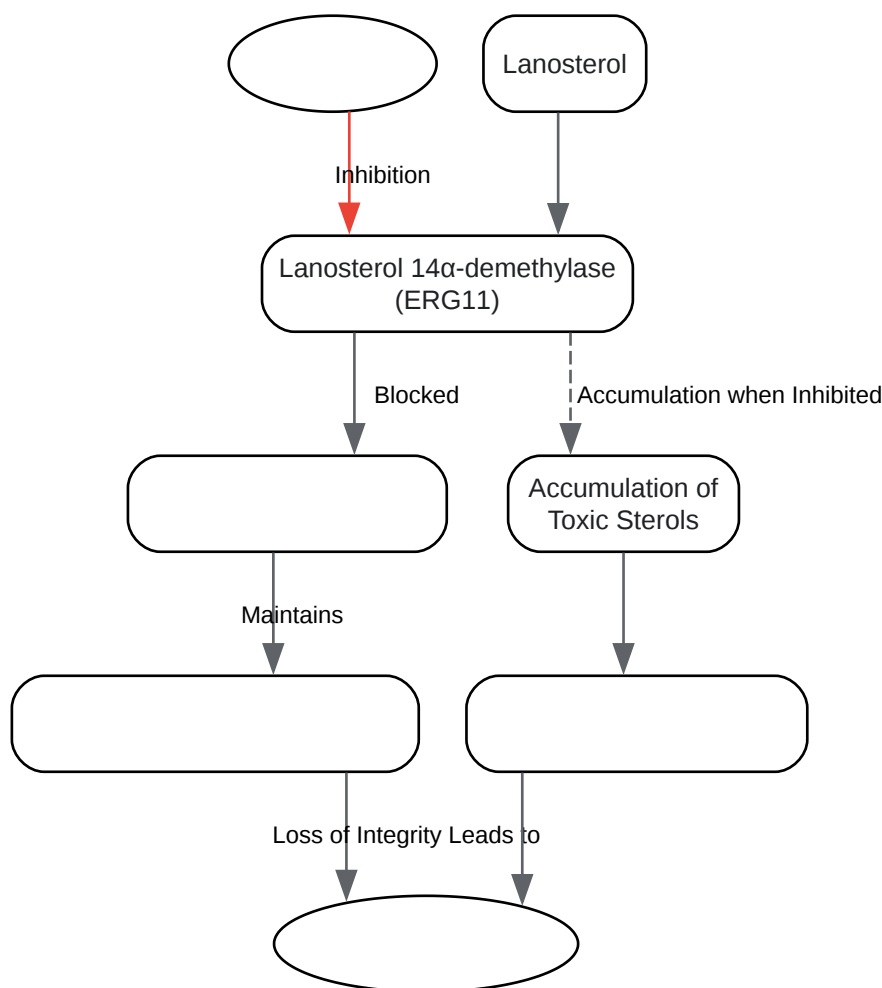 Lanosterol
Inhibition
Lanosterol 14α-demethylase
(ERG11)
Blocked
Accumulation when Inhibited
Accumulation of
Toxic Sterols
Maintains
Loss of Integrity Leads to